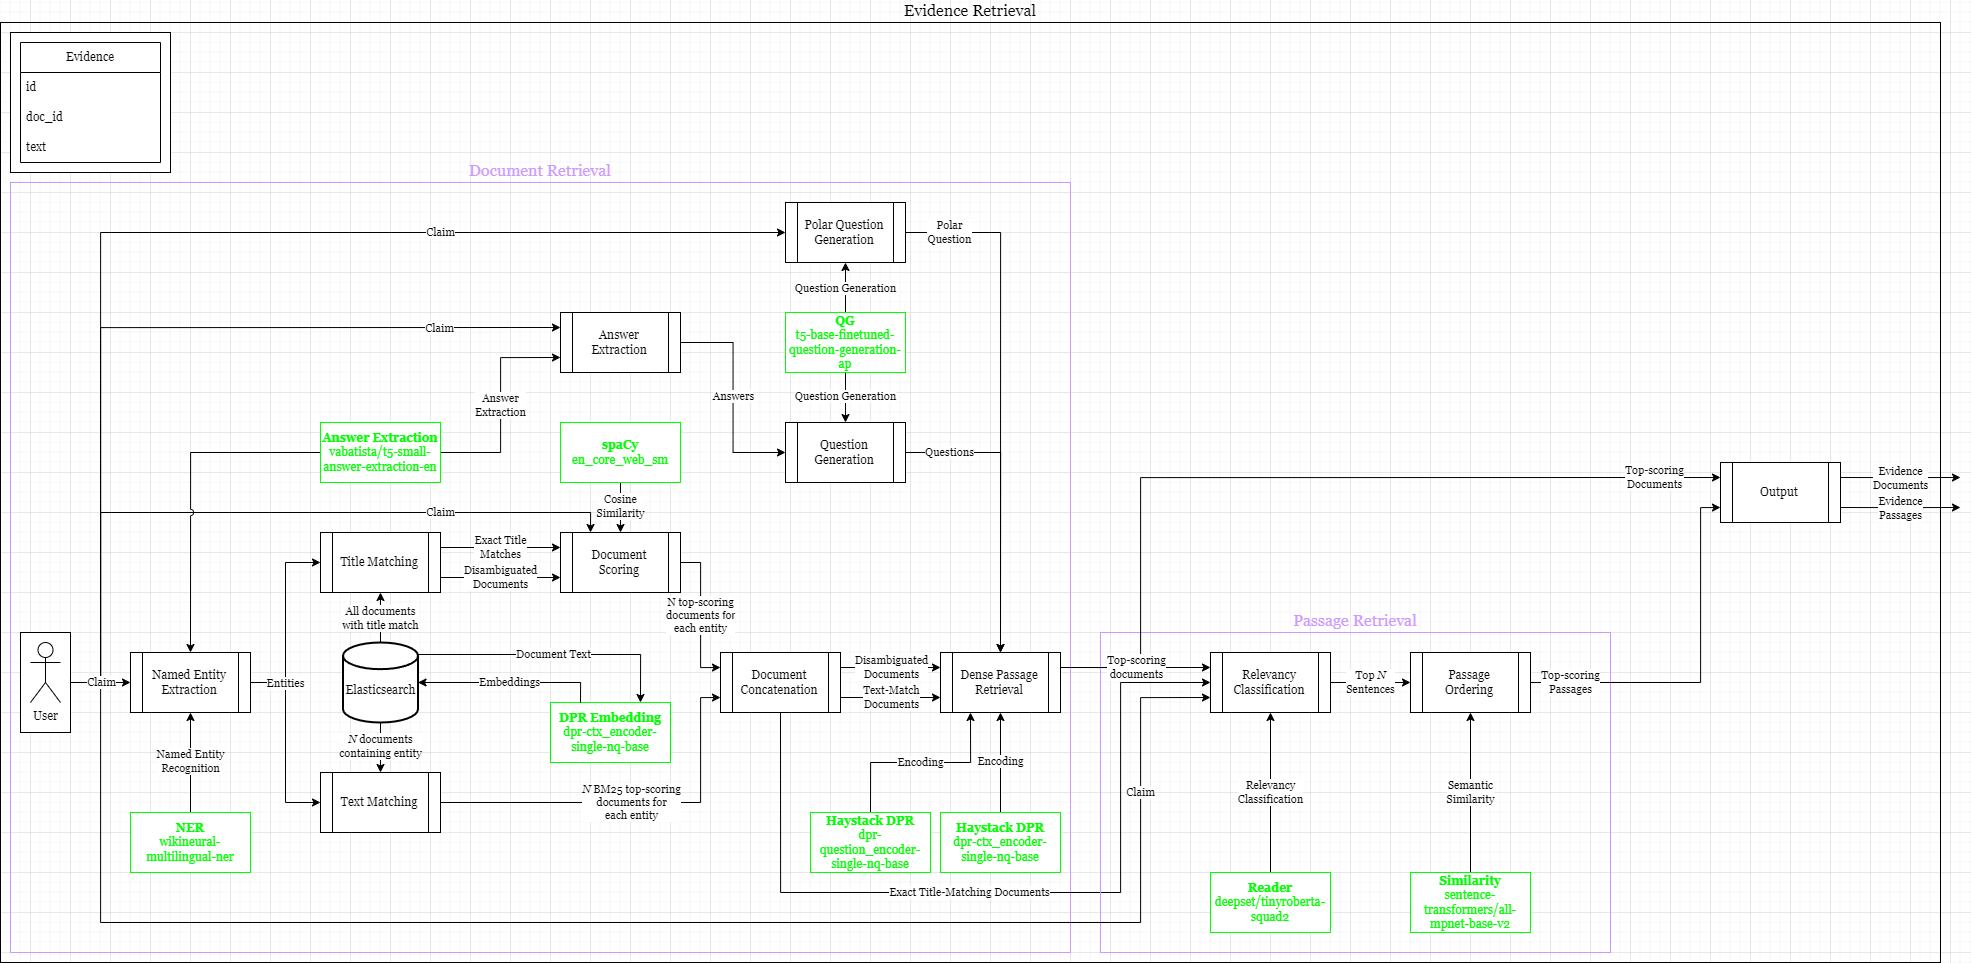 Evidence Retrieval
Evidence
id
doc_id
text
Document Retrieval
Claim
Polar Question
Generation
Polar
Question
Question Generation
Claim
Answer
Extraction
QG
t5-base-finetuned-
question-generation-
ap
Answer
Extraction
Answers
Question Generation
Answer Extraction
vabatista/t5-small-
answer-extraction-en
spaCy
en_core_web_sm
Question
Generation
Questions
Top-scoring
Documents
Output
Evidence
Documents
Evidence
Passages
Claim
Cosine
Similarity
Title Matching
Exact Title
Matches
Disambiguated
Documents
Document
Scoring
All documents
with title match
N top-scoring
documents for
each entity
Passage Retrieval
User
Claim
Named Entity
Extraction
Entities
Elasticsearch
Document Text
Embeddings
DPR Embedding
dpr-ctx_encoder-
single-nq-base
Document
Concatenation
Disambiguated
Documents
Text-Match
Documents
Dense Passage
Retrieval
Top-scoring
documents
Relevancy
Classification
Top N
Sentences
Passage
Ordering
Top-scoring
Passages
Named Entity
Recognition
N documents
containing entity
Text Matching
N BM25 top-scoring
documents for
each entity
Encoding
Encoding
Claim
Relevancy
Classification
Semantic
Similarity
NER
wikineural-
multilingual-ner
Haystack DPR
dpr-
question_encoder-
single-nq-base
Haystack DPR
dpr-ctx_encoder-
single-nq-base
Exact Title-Matching Documents
Reader
deepset/tinyroberta-
squad2
Similarity
sentence-
transformers/all-
mpnet-base-v2